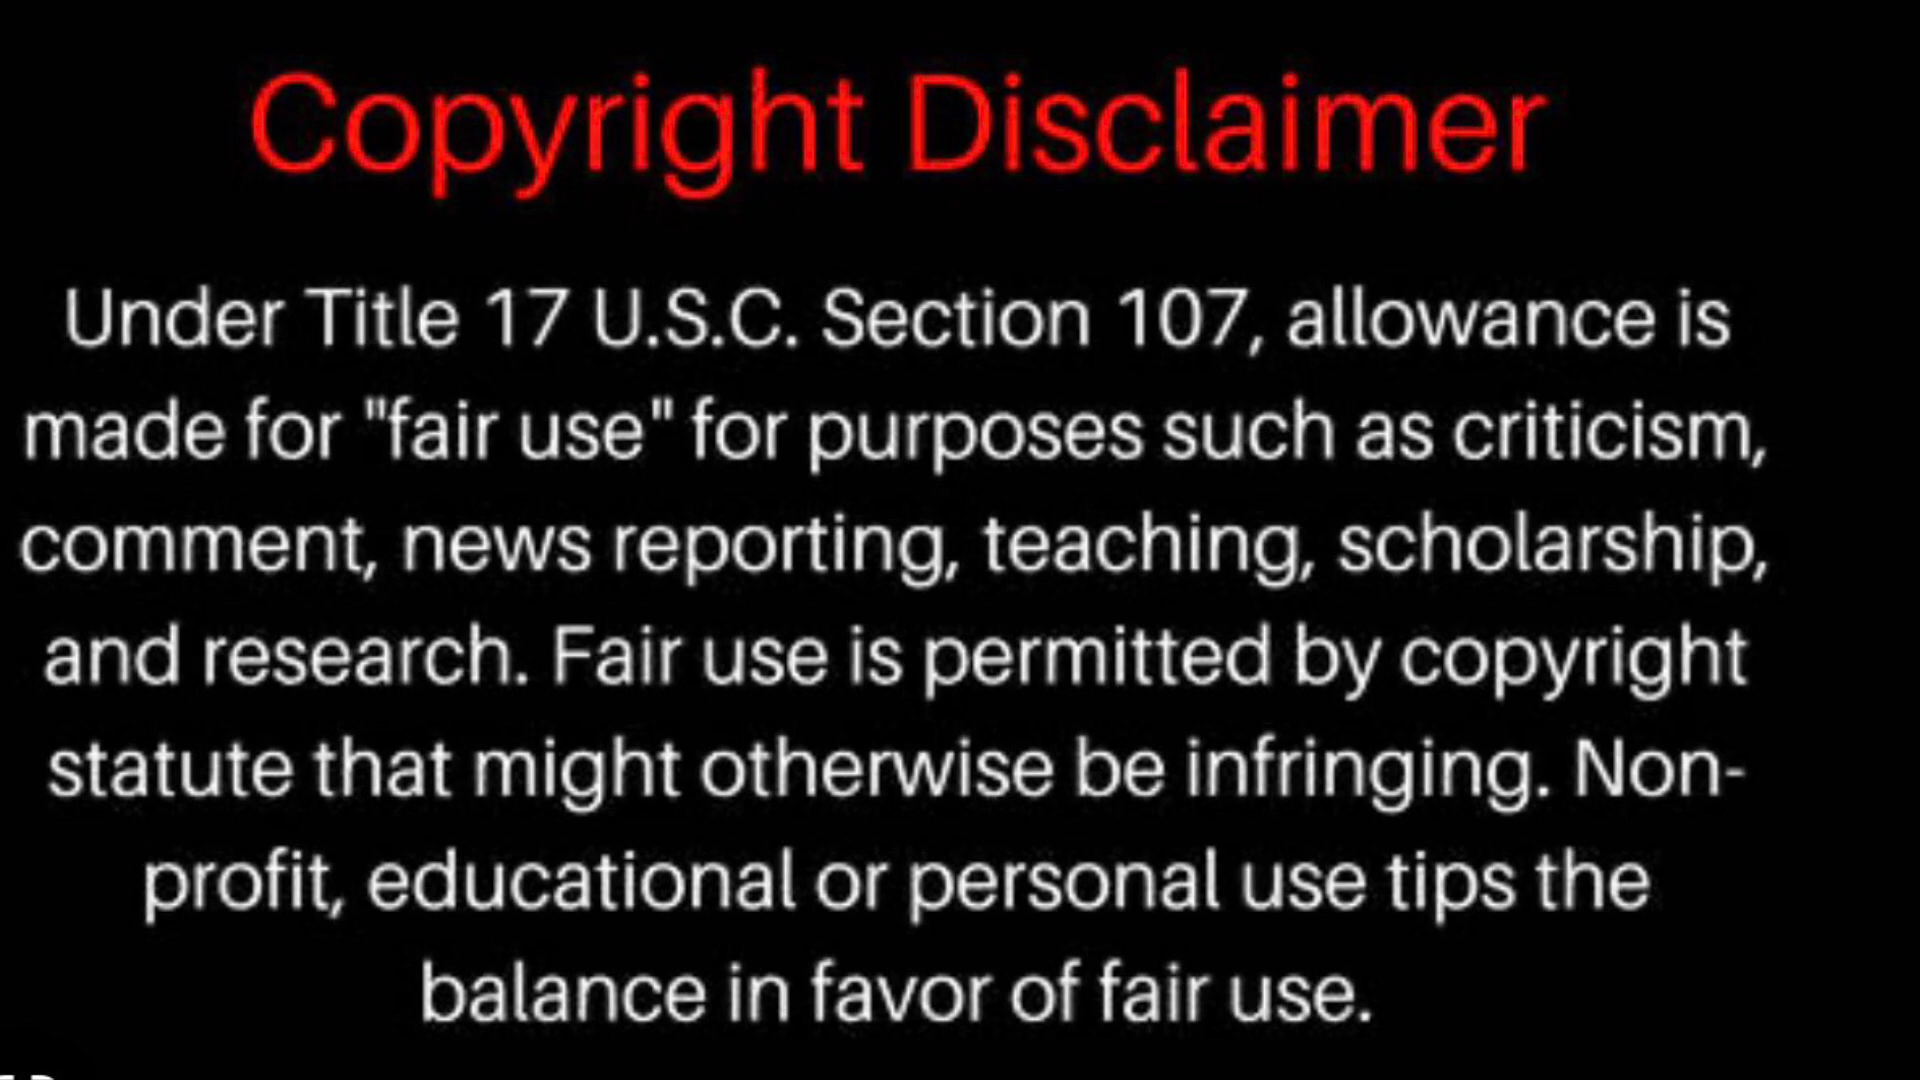 Copyright Disclaimer
Under Title 17 U.S.C. Section 107, allowance is
made for "fair use" for purposes such as criticism,
comment, news reporting, teaching, scholarship,
and research. Fair use is permitted by copyright
statute that might otherwise be infringing. Non-
profit, educational or personal use tips the
balance in favor of fair use.